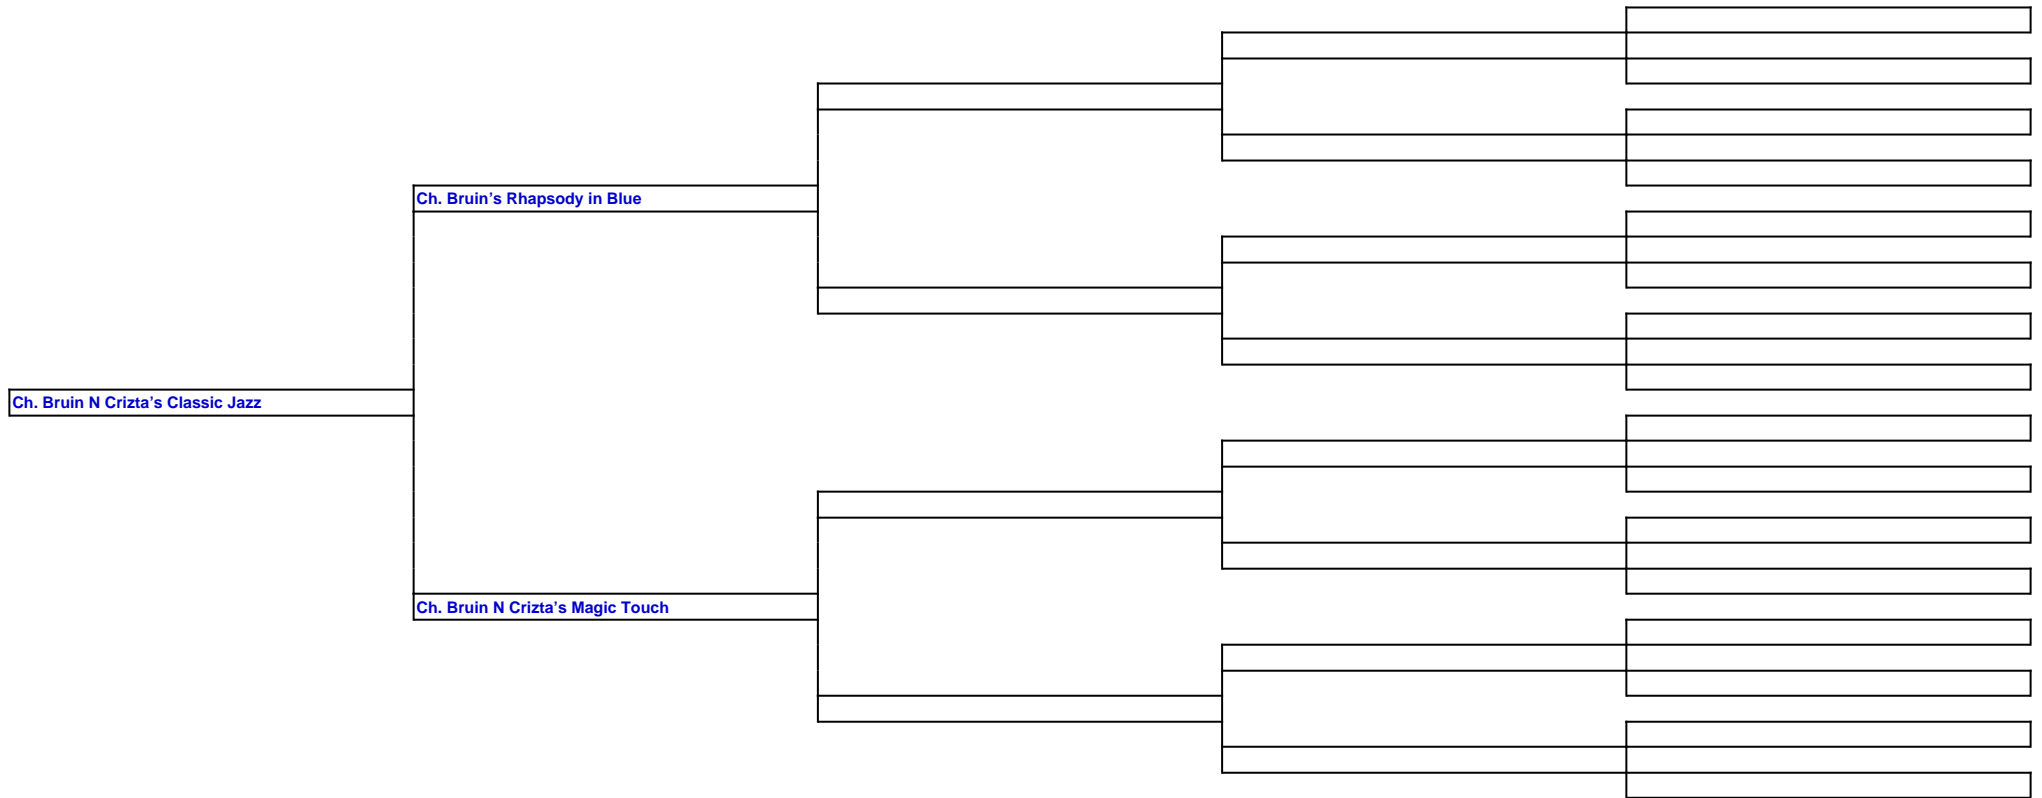 Ch. Bruin’s Rhapsody in Blue
Ch. Bruin N Crizta’s Classic Jazz
Ch. Bruin N Crizta’s Magic Touch